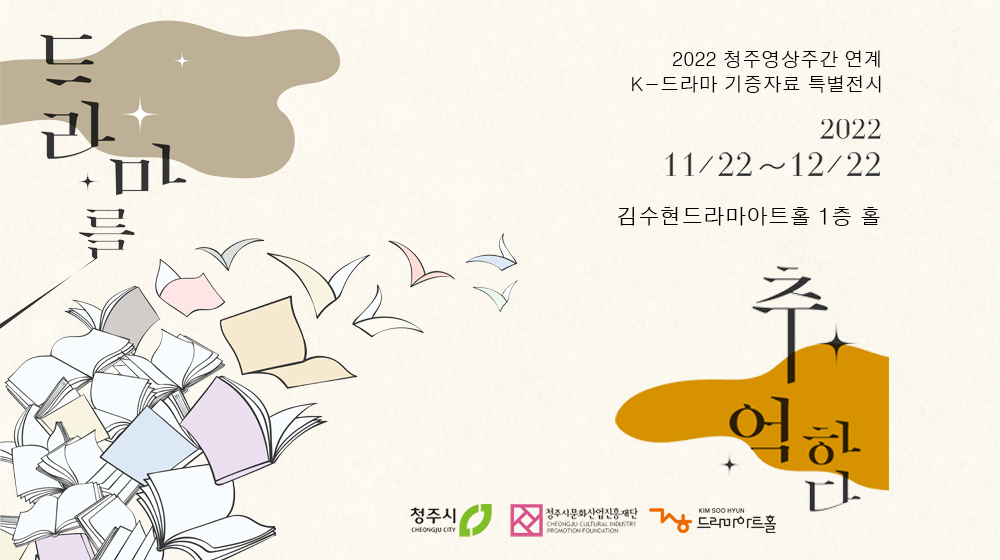 드라마를
2022 청주영상주간 연계
K-드라마 기증자료 특별전시
2022
11/22~12/22
김수현드라마아트홀 1층 홀
추억하다
청주시
CHEONGJU CITY
청주시문화산업진흥재단
CHEONGJU CULTURAL INDUSTRY
PROMOTION FOUNDATION
KIM SOO HYUN
드라마아트홀